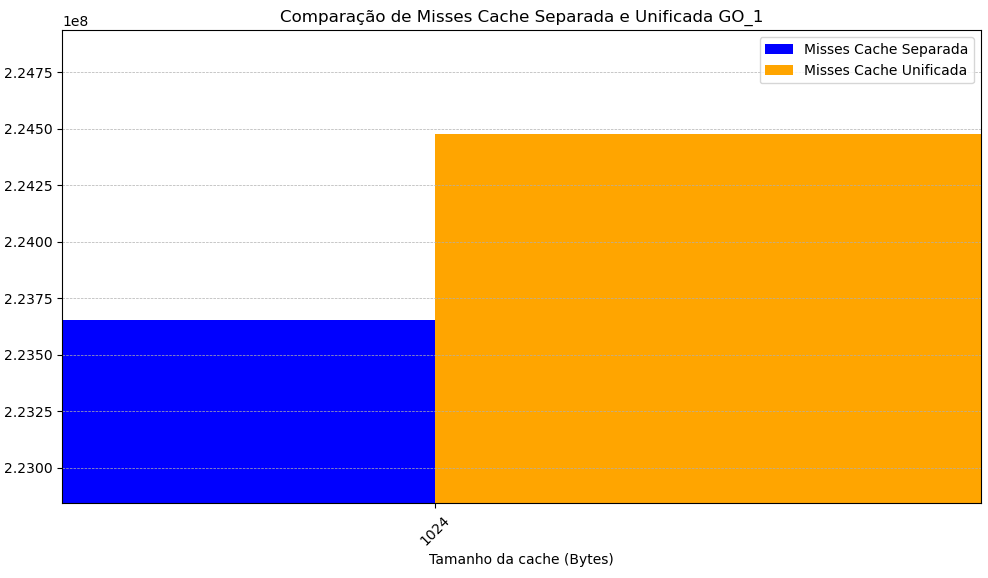 Comparação de Misses Cache Separada e Unificada GO_1
1e8
Misses Cache Separada
Misses Cache Unificada
2.2475
2.2450
2.2425
2.2400
2.2375
2.2350
2.2325
2.2300
1024
Tamanho da cache (Bytes)